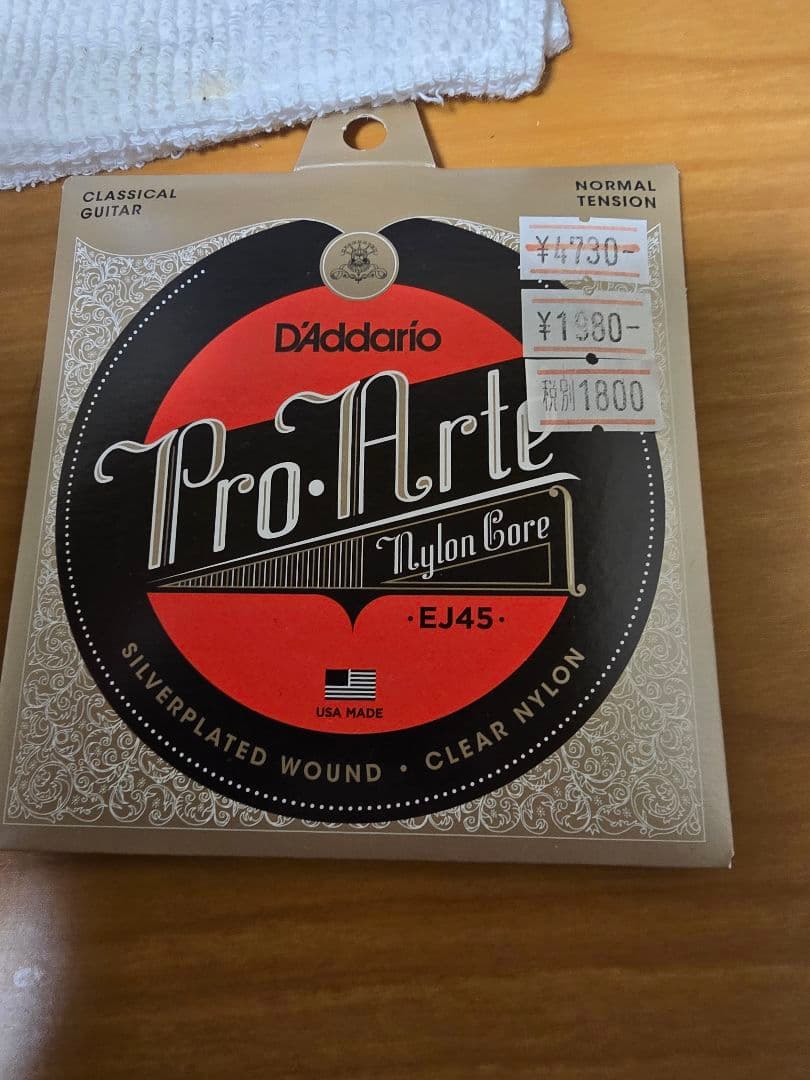 CLASSICAL
GUITAR
NORMAL
TENSION
¥4730-
¥1980-
税別1800
D'Addario
Pro·Arte
Nylon Core
·EJ45·
USA MADE
SILVERPLATED WOUND • CLEAR NYLON